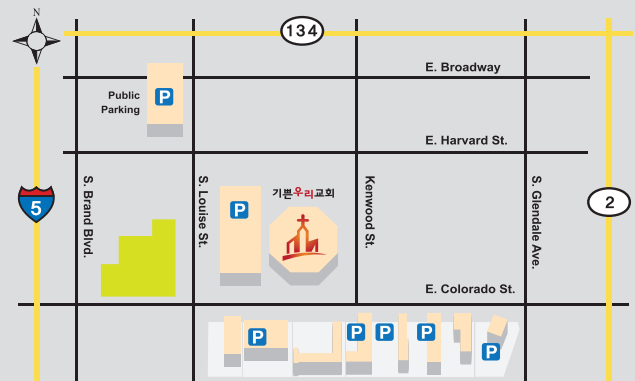 N
134
E. Broadway
Public
Parking
P
E. Harvard St.
5
S. Brand Blvd.
S. Louise St.
P
기쁜우리교회
Kenwood St.
S. Glendale Ave.
2
E. Colorado St.
P
P
P
P
P